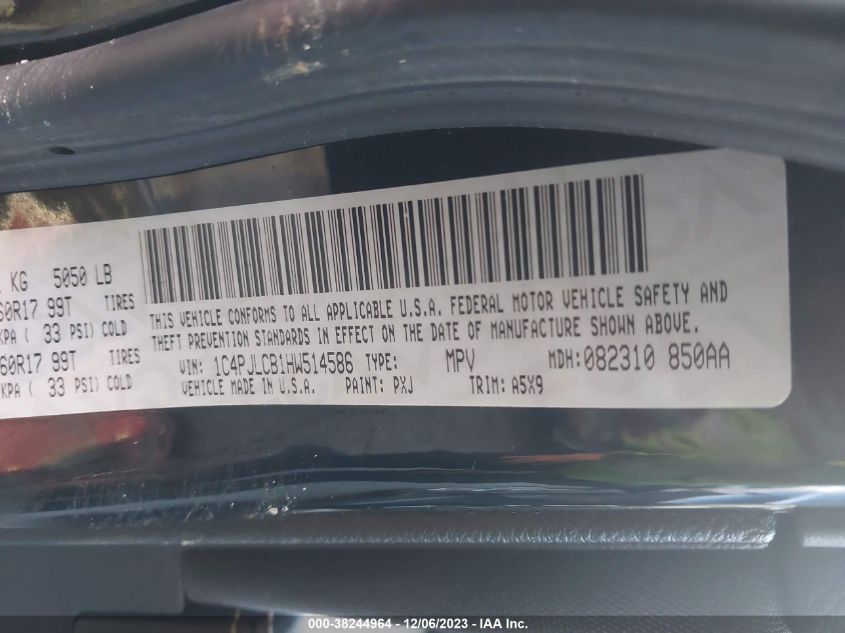 KG 5050 LB
60R17 99T TIRES
KPA ( 33 PSI) COLD
60R17 99T TIRES
KPA ( 33 PSI) COLD
THIS VEHICLE CONFORMS TO ALL APPLICABLE U.S.A. FEDERAL MOTOR VEHICLE SAFETY AND
THEFT PREVENTION STANDARDS IN EFFECT ON THE DATE OF MANUFACTURE SHOWN ABOVE.
VIN: 1C4PJLCB1HW514586 TYPE: MPV MDH:082310 850AA
VEHICLE MADE IN U.S.A. PAINT: PXJ TRIM: A5X9
000-38244964 - 12/06/2023 - IAA Inc.